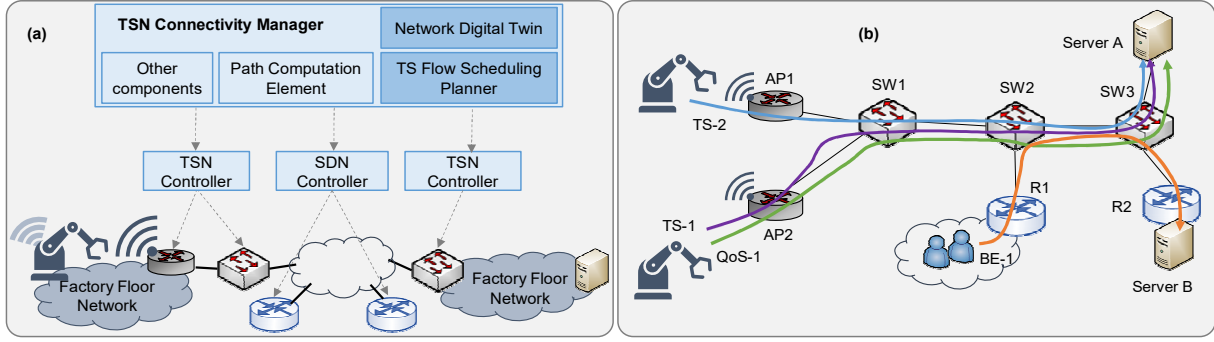 (a)
TSN Connectivity Manager
Network Digital Twin
Other
components
Path Computation
Element
TS Flow Scheduling
Planner
TSN
Controller
SDN
Controller
TSN
Controller
Factory Floor
Network
Factory Floor
Network
(b)
Server A
AP1
SW1
SW2
SW3
TS-2
R1
R2
TS-1
AP2
QoS-1
BE-1
Server B